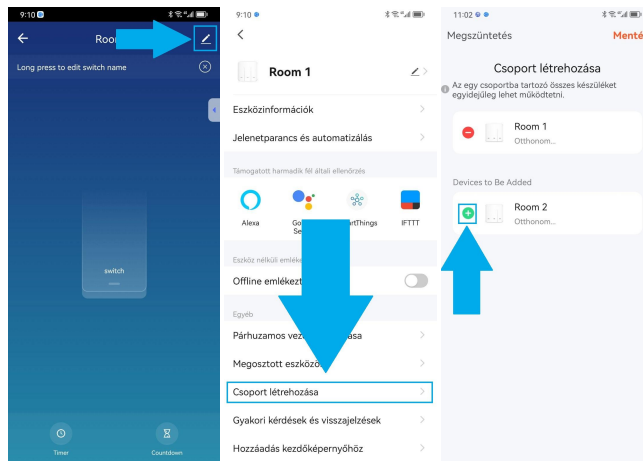 9:10
Roo
Long press to edit switch name
switch
Timer
Countdown
9:10
Room 1
Eszközinformációk
Jelenetparancs és automatizálás
Támogatott harmadik fél általi ellenőrzés
Alexa
IFTTT
Egyéb
Megosztott
Csoport létrehozása
Gyakori kérdések és visszajelzések
Hozzáadás kezdőképernyőhöz
11:02
Megszüntetés
Menté
Csoport létrehozása
Az egy csoportba tartozó összes készüléket
egyidejűleg lehet működtetni.
Room 1
Otthonom...
Devices to Be Added
Room 2
Otthonom...